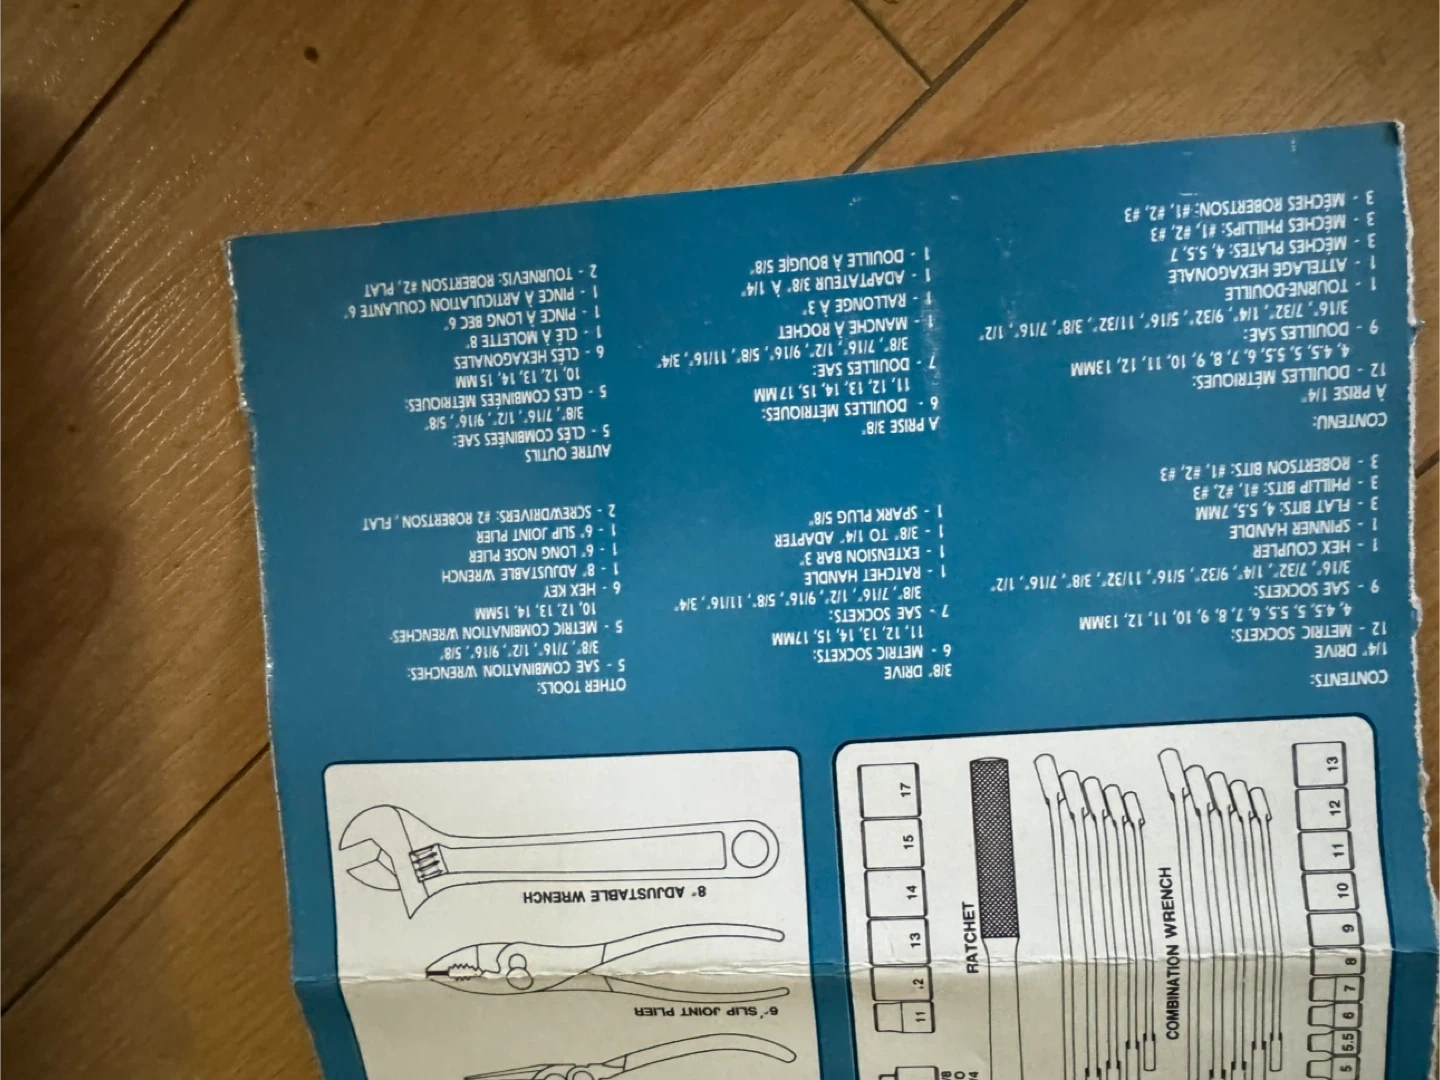 CONTENTS:
1/4" DRIVE
12 - METRIC SOCKETS:
4, 4.5, 5, 5.5, 6, 7, 8, 9, 10, 11, 12, 13MM
9 - SAE SOCKETS:
3/16", 7/32", 1/4", 9/32", 5/16", 11/32", 3/8", 7/16", 1/2"
1 - HEX COUPLER
1 - SPINNER HANDLE
3 - FLAT BITS: 4, 5.5, 7MM
3 - PHILLIP BITS: #1, #2, #3
3 - ROBERTSON BITS: #1, #2, #3
3/8" DRIVE
6 - METRIC SOCKETS:
11, 12, 13, 14, 15, 17MM
7 - SAE SOCKETS:
3/8", 7/16", 1/2", 9/16", 5/8", 11/16", 3/4"
1 - RATCHET HANDLE
1 - EXTENSION BAR 3"
1 - 3/8" TO 1/4" ADAPTER
1 - SPARK PLUG 5/8"
OTHER TOOLS:
5 - SAE COMBINATION WRENCHES:
3/8", 7/16", 1/2", 9/16", 5/8"
5 - METRIC COMBINATION WRENCHES:
10, 12, 13, 14, 15MM
6 - HEX KEY
1 - 8" ADJUSTABLE WRENCH
1 - 6" LONG NOSE PLIER
1 - 6" SLIP JOINT PLIER
2 - SCREWDRIVERS: #2 ROBERTSON, FLAT
CONTENU:
À PRISE 1/4"
12 - DOUILLES MÉTRIQUES:
4, 4.5, 5, 5.5, 6, 7, 8, 9, 10, 11, 12, 13MM
9 - DOUILLES SAE:
3/16", 7/32", 1/4", 9/32", 5/16", 11/32", 3/8", 7/16", 1/2"
1 - TOURNE-DOUILLE
1 - ATTELAGE HEXAGONALE
3 - MÉCHES PLATES: 4, 5.5, 7
3 - MÉCHES PHILLIPS: #1, #2, #3
3 - MÉCHES ROBERTSON: #1, #2, #3
A PRISE 3/8"
6 - DOUILLES MÉTRIQUES:
11, 12, 13, 14, 15, 17 MM
7 - DOUILLES SAE:
3/8", 7/16", 1/2", 9/16", 5/8", 11/16", 3/4"
1 - MANCHE À ROCHET
1 - RALLONGE À 3"
1 - ADAPTATEUR 3/8" À 1/4"
1 - DOUILLE À BOUGIE 5/8"
AUTRE OUTILS
5 - CLÉS COMBINÉES SAE:
3/8", 7/16", 1/2", 9/16", 5/8"
5 - CLÉS COMBINÉES MÉTRIQUES:
10, 12, 13, 14, 15 MM
6 - CLÉS HEXAGONALES
1 - CLÉ À MOLETTE 8"
1 - PINCE À LONG BEC 6"
1 - PINCE À ARTICULATION COULANTE 6"
2 - TOURNEVIS: ROBERTSON #2, PLAT
8" ADJUSTABLE WRENCH
6" SLIP JOINT PLIER
RATCHET
COMBINATION WRENCH
17
15
14
13
11
13
12
11
10
9
8
7
6
5.5
5